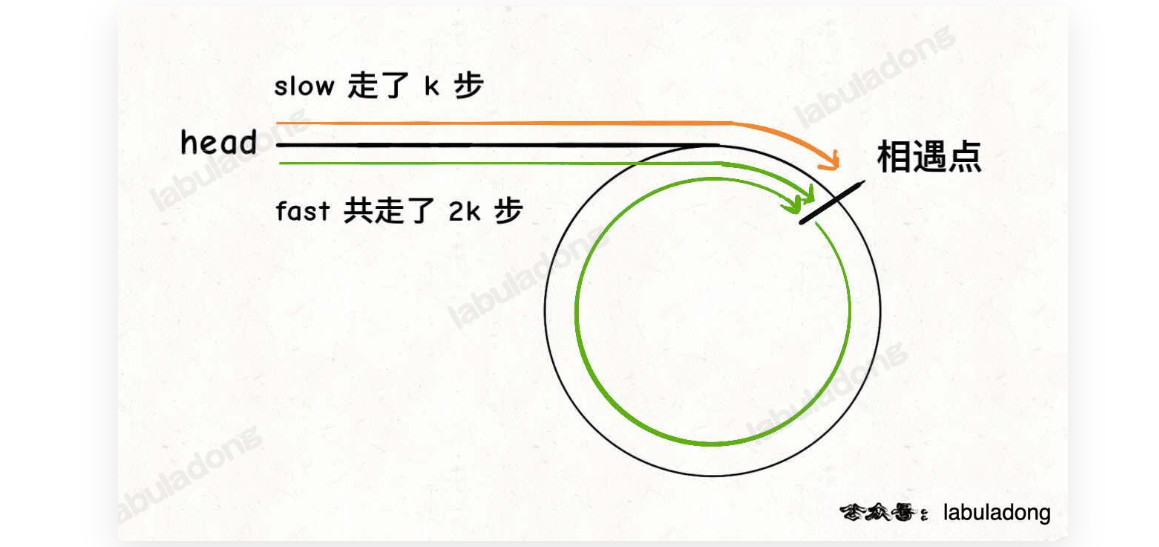 labuladong
slow 走了 k 步
head
labuladong
相遇点
fast 共走了 2k 步
labuladong
labuladong
labuladong
公众号：labuladong